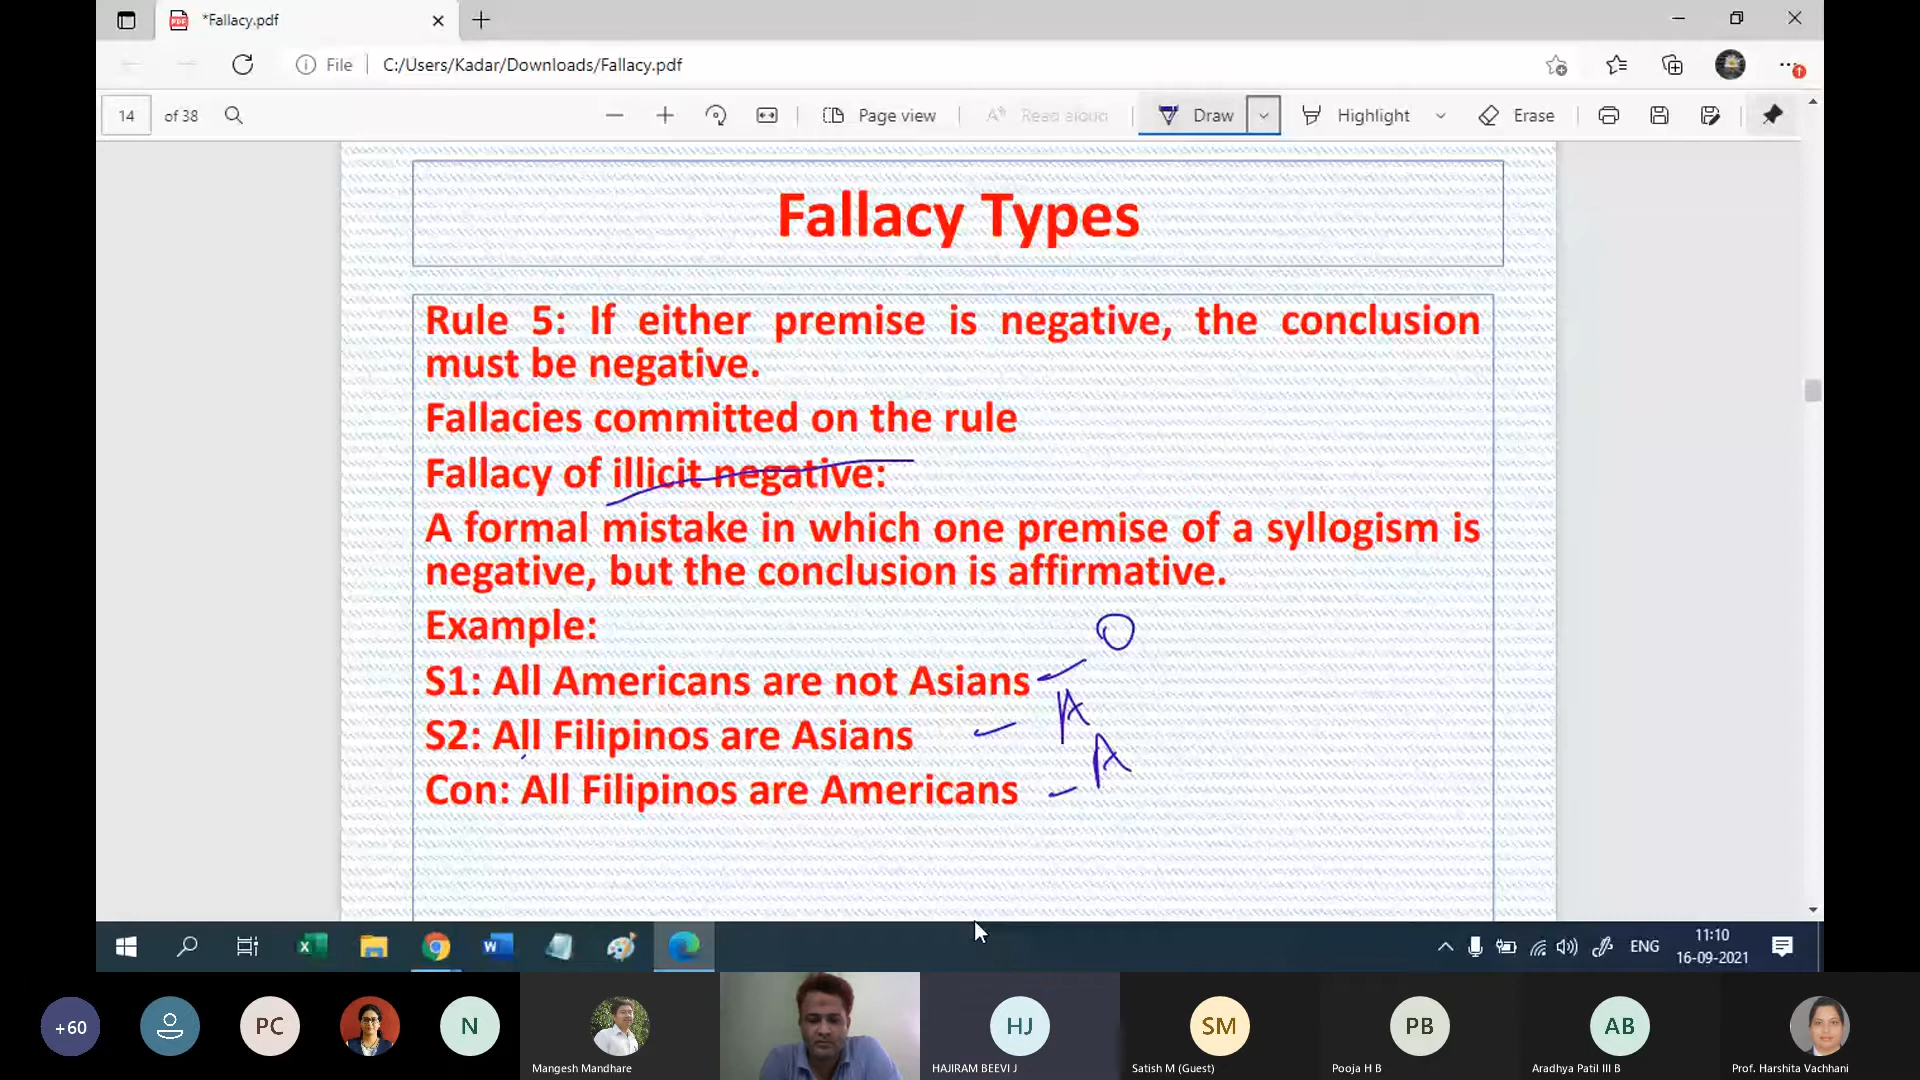 *Fallacy.pdf
File
C:/Users/Kadar/Downloads/Fallacy.pdf
14 of 38
Page view
Read aloud
Draw
Highlight
Erase
Fallacy Types
Rule 5: If either premise is negative, the conclusion
must be negative.
Fallacies committed on the rule
Fallacy of illicit negative:
A formal mistake in which one premise of a syllogism is
negative, but the conclusion is affirmative.
Example:
O
S1: All Americans are not Asians
A
S2: All Filipinos are Asians
A
Con: All Filipinos are Americans
ENG
11:10
16-09-2021
+60
PC
N
HJ
SM
PB
AB
Mangesh Mandhare
HAJIRAM BEEVI J
Satish M (Guest)
Pooja H B
Aradhya Patil III B
Prof. Harshita Vachhani